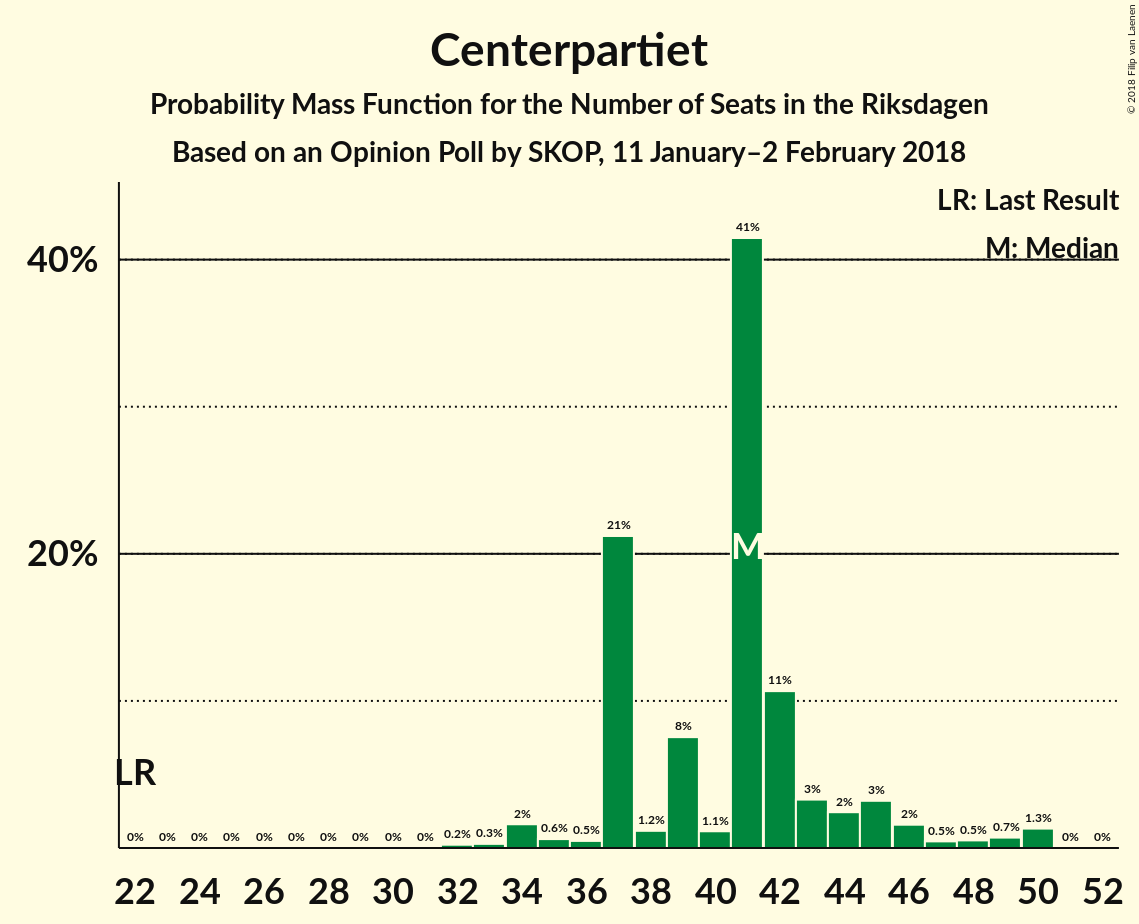 Centerpartiet
Probability Mass Function for the Number of Seats in the Riksdagen
Based on an Opinion Poll by SKOP, 11 January–2 February 2018
© 2018 Filip van Laenen
LR: Last Result
M: Median
40%
20%
LR
M
0% 0% 0% 0% 0% 0% 0% 0% 0% 0% 0.2% 0.3% 2% 0.6% 0.5% 21% 1.2% 8% 1.1% 41% 11% 3% 2% 3% 2% 0.5% 0.5% 0.7% 1.3% 0% 0%
22 24 26 28 30 32 34 36 38 40 42 44 46 48 50 52